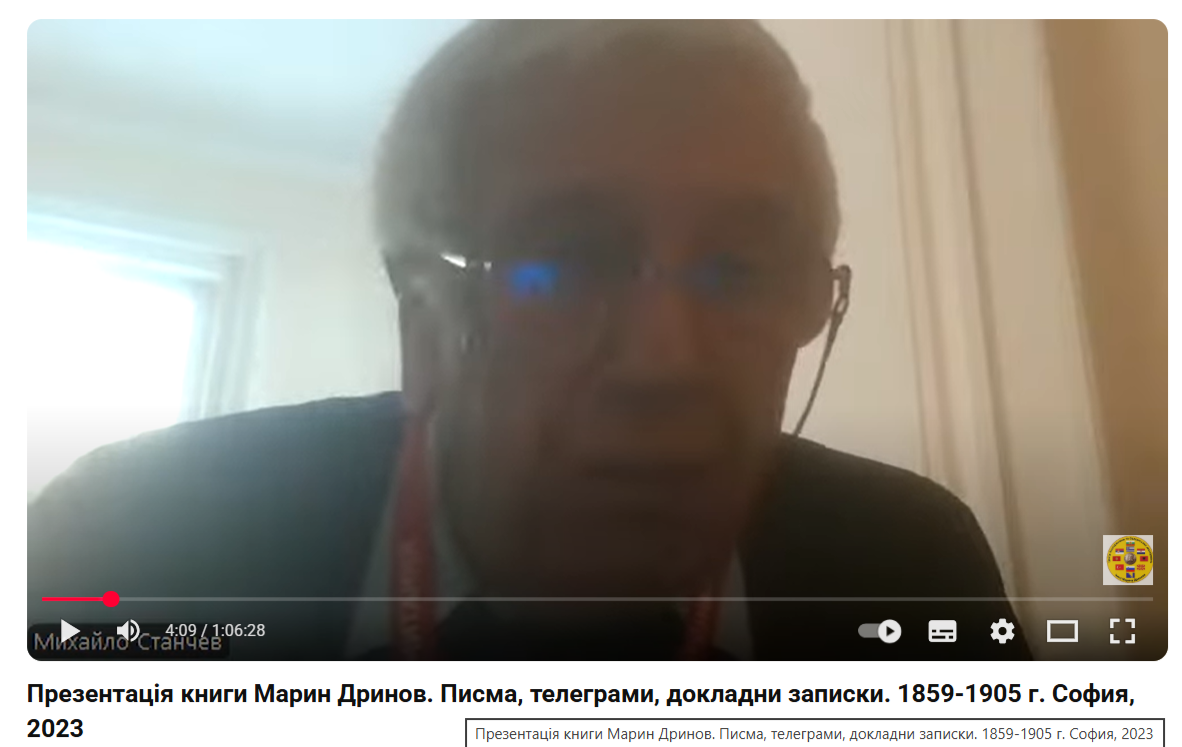 4:09 / 1:06:28
Михайло Станчев
Презентація книги Марин Дринов. Писма, телеграми, докладни записки. 1859-1905 г. София,
2023
Презентація книги Марин Дринов. Писма, телеграми, докладни записки. 1859-1905 г. София, 2023